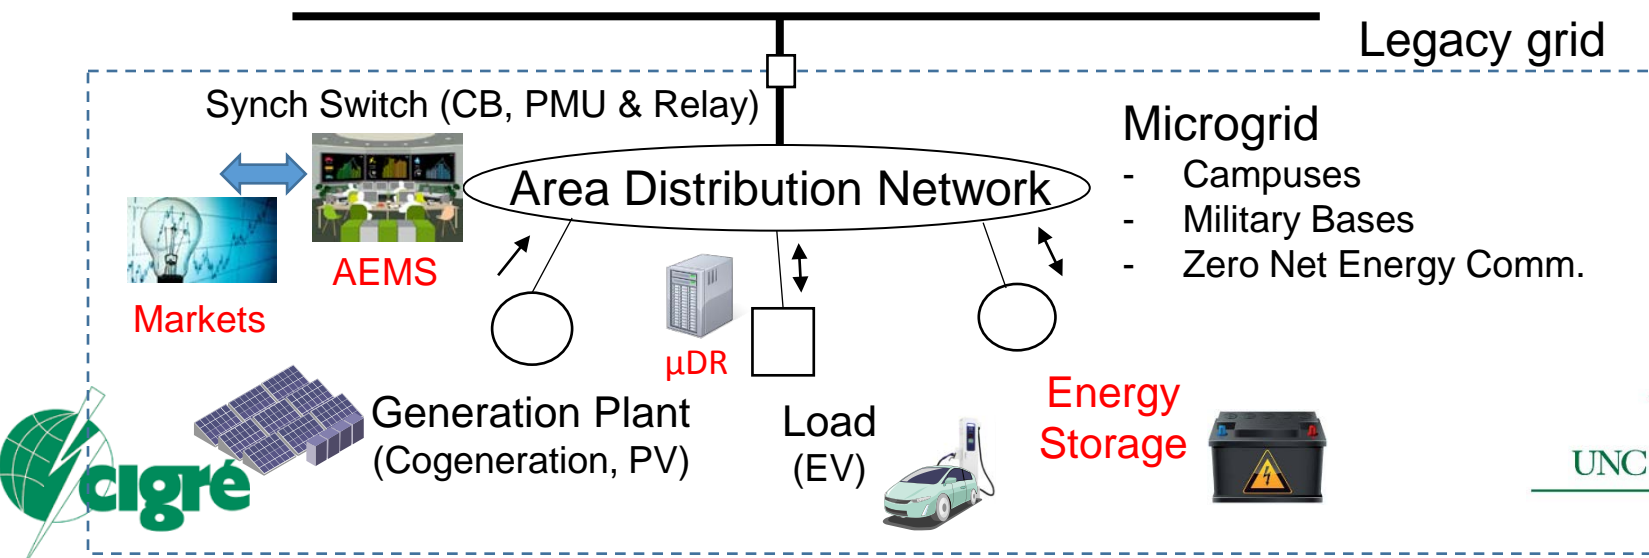 Legacy grid
Synch Switch (CB, PMU & Relay)
Microgrid
- Campuses
- Military Bases
- Zero Net Energy Comm.
Area Distribution Network
AEMS
Markets
µDR
Generation Plant
(Cogeneration, PV)
Load
(EV)
Energy
Storage
cigré
UNC